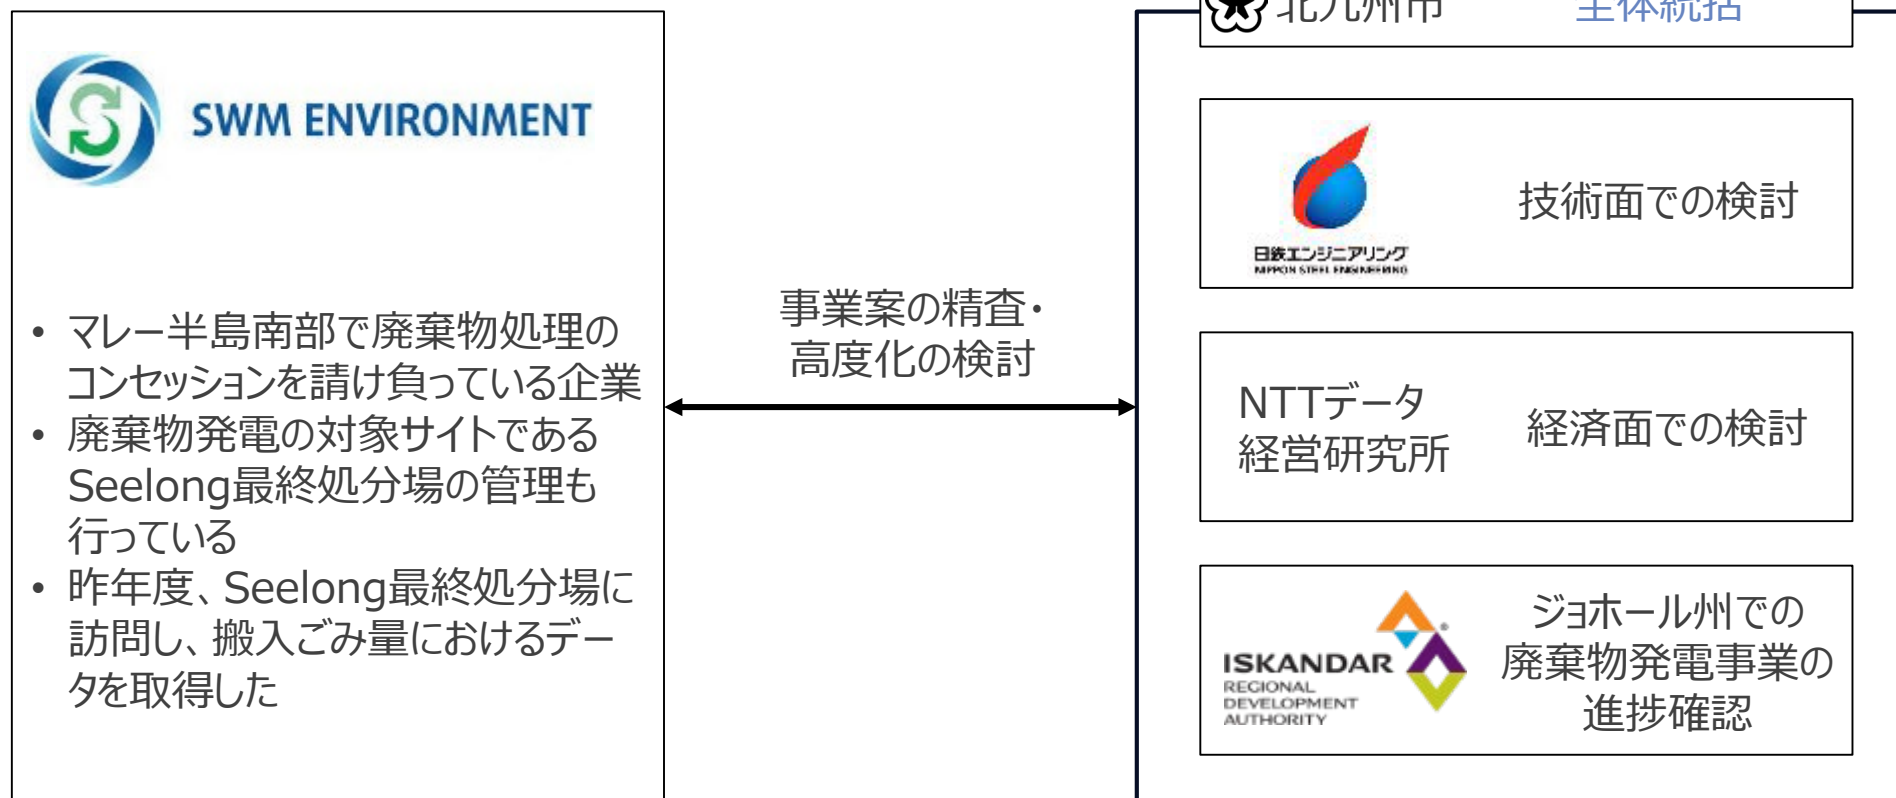 SWM ENVIRONMENT
• マレー半島南部で廃棄物処理の
コンセッションを請け負っている企業
• 廃棄物発電の対象サイトである
Seelong最終処分場の管理も
行っている
• 昨年度、Seelong最終処分場に
訪問し、搬入ごみ量におけるデー
タを取得した
事業案の精査・
高度化の検討
北九州市
主体統括
日鉄エンジニアリング
NIPPON STEEL ENGINEERING
技術面での検討
NTTデータ
経営研究所
経済面での検討
ISKANDAR
REGIONAL
DEVELOPMENT
AUTHORITY
ジョホール州での
廃棄物発電事業の
進捗確認